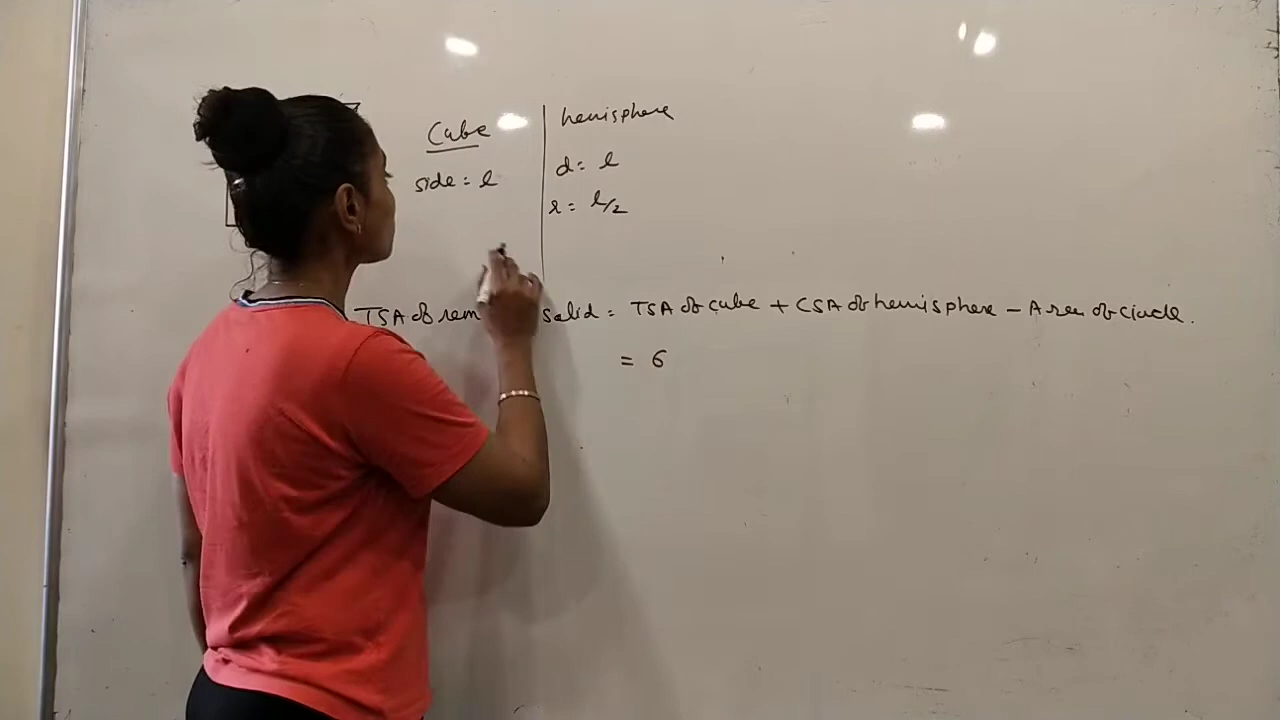 Cube
side = l
hemisphere
d = l
r = l/2
TSA of rem solid = TSA of cube + CSA of hemisphere - Area of circle.
= 6